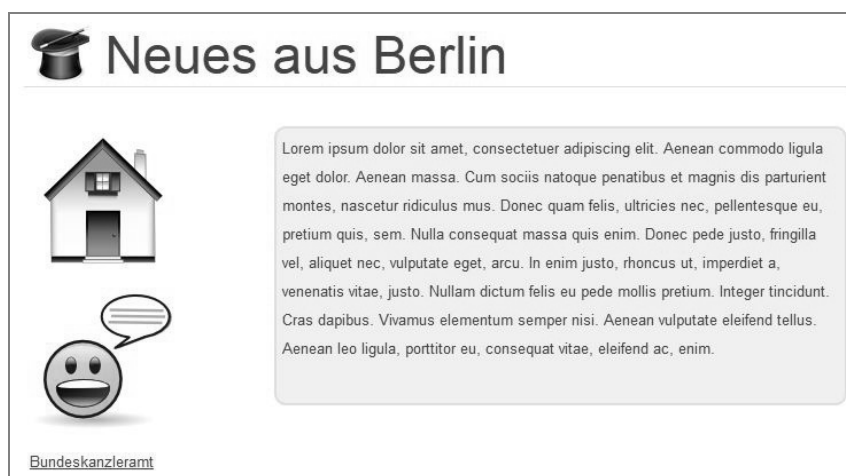 Neues aus Berlin
Lorem ipsum dolor sit amet, consectetuer adipiscing elit. Aenean commodo ligula
eget dolor. Aenean massa. Cum sociis natoque penatibus et magnis dis parturient
montes, nascetur ridiculus mus. Donec quam felis, ultricies nec, pellentesque eu,
pretium quis, sem. Nulla consequat massa quis enim. Donec pede justo, fringilla
vel, aliquet nec, vulputate eget, arcu. In enim justo, rhoncus ut, imperdiet a,
venenatis vitae, justo. Nullam dictum felis eu pede mollis pretium. Integer tincidunt.
Cras dapibus. Vivamus elementum semper nisi. Aenean vulputate eleifend tellus.
Aenean leo ligula, porttitor eu, consequat vitae, eleifend ac, enim.
Bundeskanzleramt